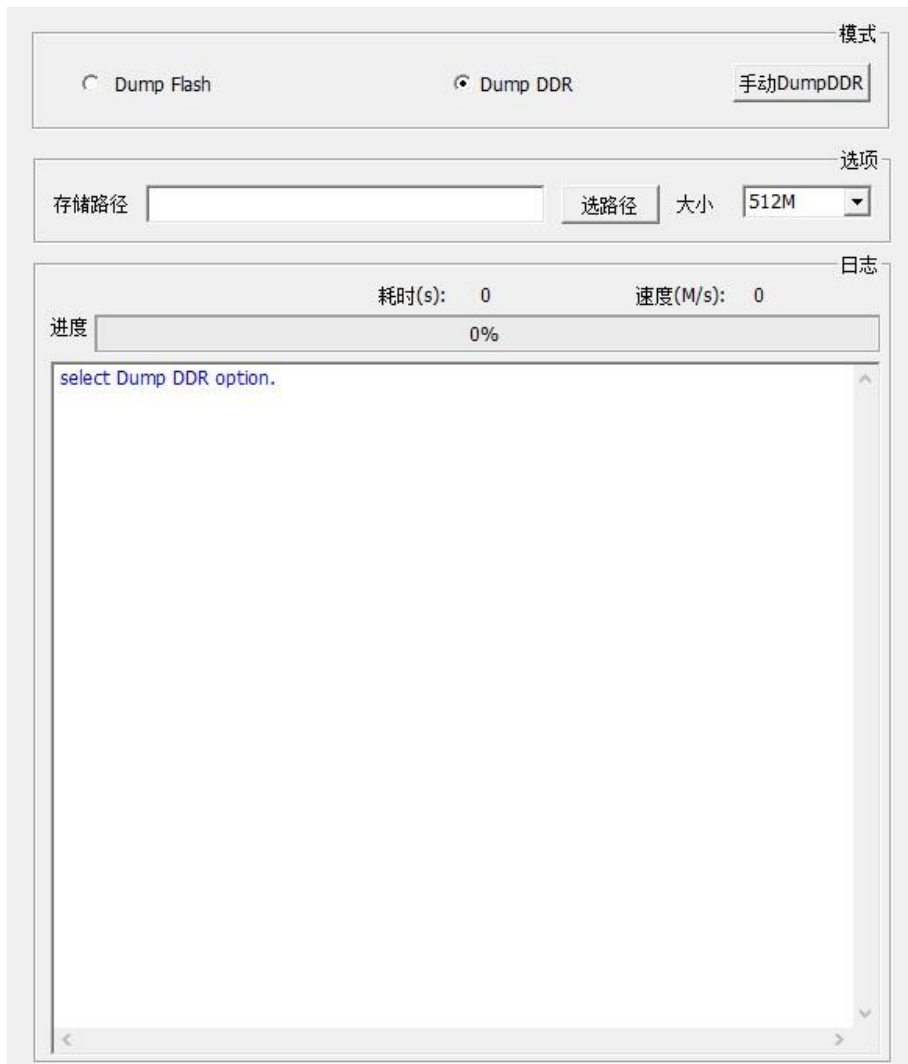 模式
Dump Flash
Dump DDR
手动DumpDDR
选项
存储路径
选路径
大小
512M
日志
耗时(s): 0
速度(M/s): 0
进度
0%
select Dump DDR option.